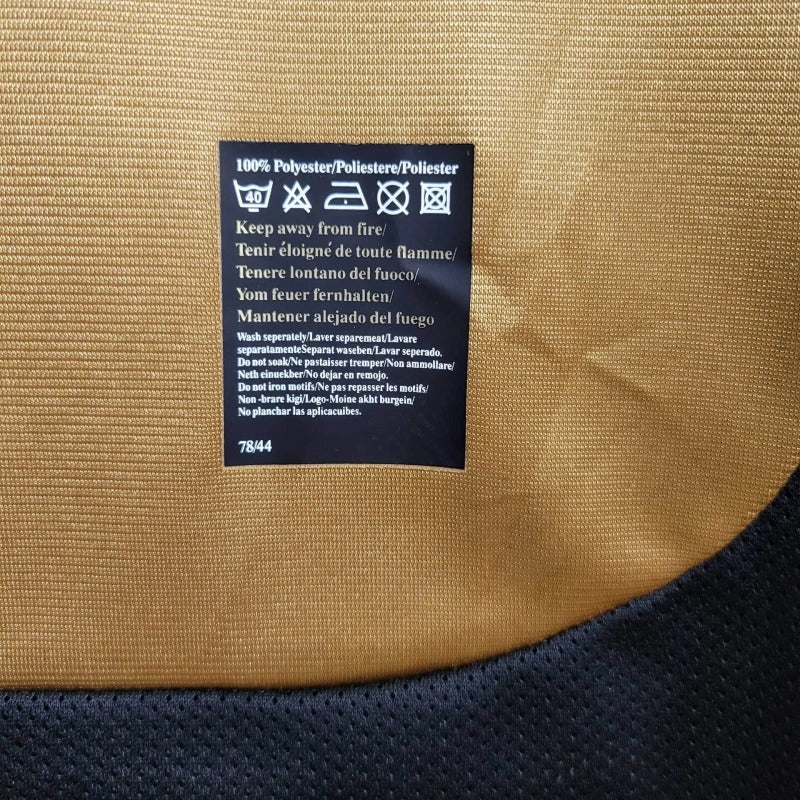 100% Polyester/Poliestere/Poliester
40
Keep away from fire/
Tenir éloigné de toute flamme/
Tenere lontano del fuoco/
Yom feuer fernhalten/
Mantener alejado del fuego
Wash seperately/Laver separemeat/Lavare
separatamenteSeparat waseben/Lavar seperado.
Do not soak/Ne pastaisser tremper/Non ammollare/
Neth einuekber/No dejar en remojo.
Do not iron motifs/Ne pas repasser les motifs/
Non -brare kigi/Logo-Moine akht burgein/
No planchar las aplicacuibes.
78/44